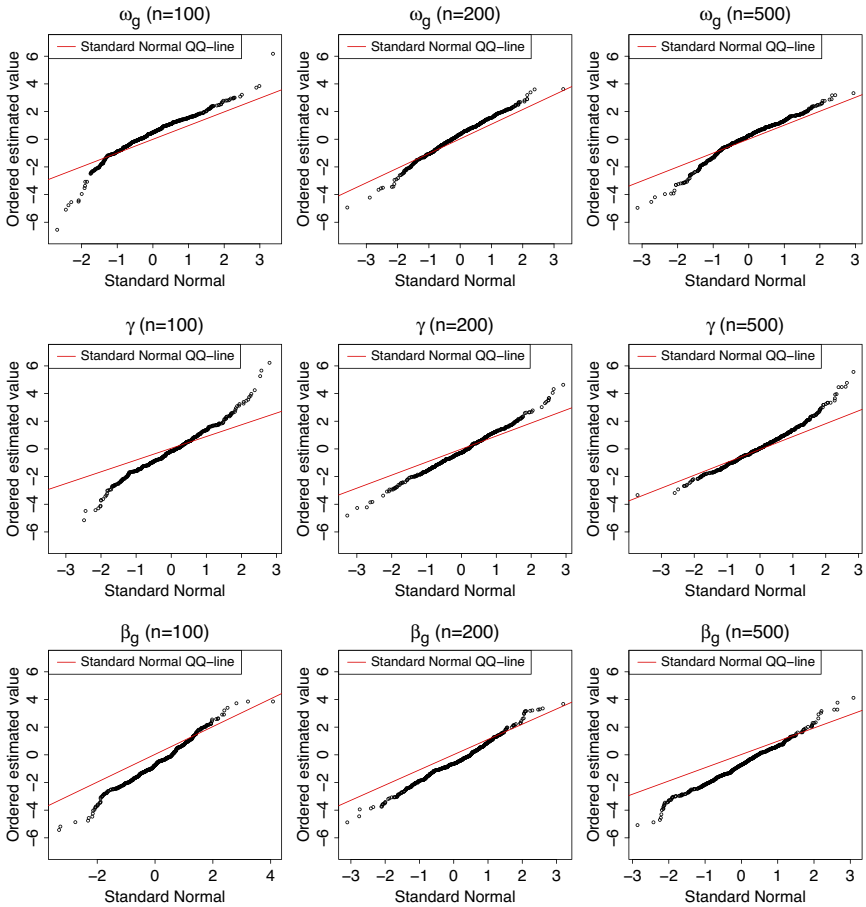 ω_g (n=100)
Standard Normal QQ−line
Ordered estimated value
6
4
2
0
−2
−4
−6
−2 −1 0 1 2 3
Standard Normal
ω_g (n=200)
Standard Normal QQ−line
Ordered estimated value
6
4
2
0
−2
−4
−6
−3 −2 −1 0 1 2 3
Standard Normal
ω_g (n=500)
Standard Normal QQ−line
Ordered estimated value
6
4
2
0
−2
−4
−6
−3 −2 −1 0 1 2 3
Standard Normal
γ (n=100)
Standard Normal QQ−line
Ordered estimated value
6
4
2
0
−2
−4
−6
−3 −2 −1 0 1 2 3
Standard Normal
γ (n=200)
Standard Normal QQ−line
Ordered estimated value
6
4
2
0
−2
−4
−6
−3 −2 −1 0 1 2 3
Standard Normal
γ (n=500)
Standard Normal QQ−line
Ordered estimated value
6
4
2
0
−2
−4
−6
−3 −2 −1 0 1 2 3
Standard Normal
β_g (n=100)
Standard Normal QQ−line
Ordered estimated value
6
4
2
0
−2
−4
−6
−2 0 2 4
Standard Normal
β_g (n=200)
Standard Normal QQ−line
Ordered estimated value
6
4
2
0
−2
−4
−6
−3 −2 −1 0 1 2 3
Standard Normal
β_g (n=500)
Standard Normal QQ−line
Ordered estimated value
6
4
2
0
−2
−4
−6
−3 −2 −1 0 1 2 3
Standard Normal